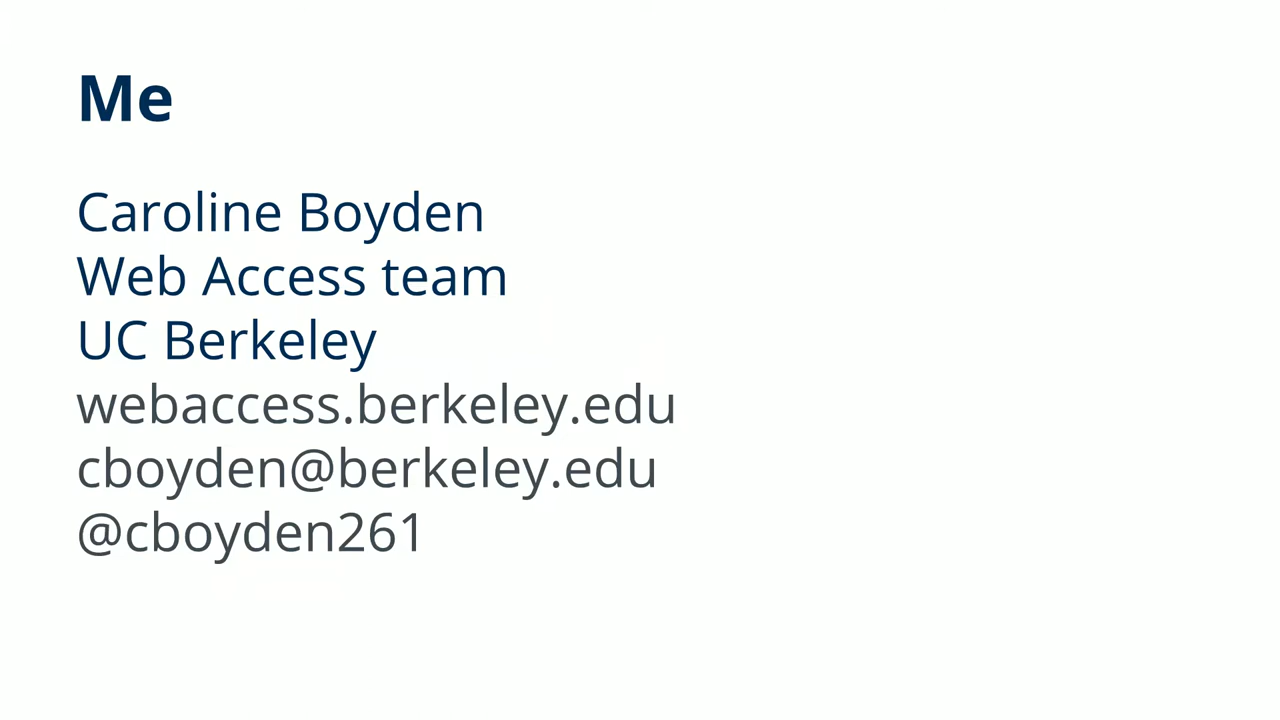 Me
Caroline Boyden
Web Access team
UC Berkeley
webaccess.berkeley.edu
cboyden@berkeley.edu
@cboyden261